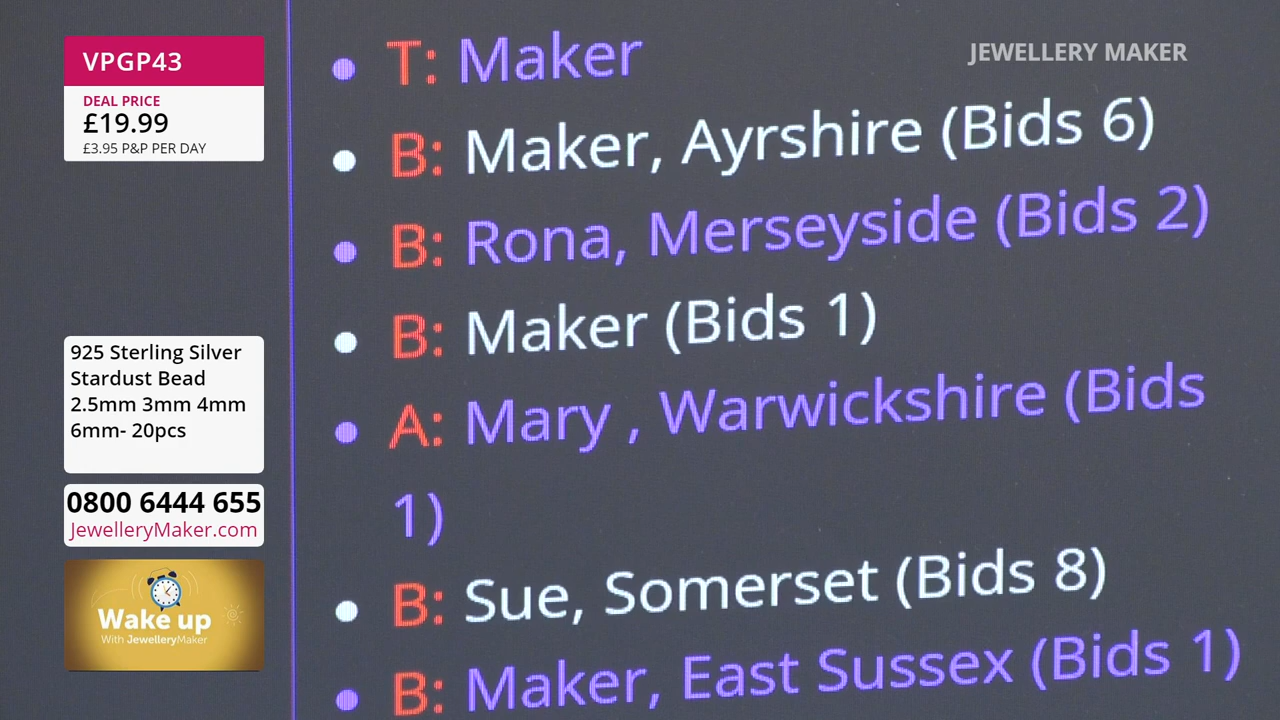 VPGP43
DEAL PRICE
£19.99
£3.95 P&P PER DAY
925 Sterling Silver
Stardust Bead
2.5mm 3mm 4mm
6mm- 20pcs
0800 6444 655
JewelleryMaker.com
Wake up
With JewelleryMaker
JEWELLERY MAKER
• T: Maker
• B: Maker, Ayrshire (Bids 6)
• B: Rona, Merseyside (Bids 2)
• B: Maker (Bids 1)
• A: Mary , Warwickshire (Bids
1)
• B: Sue, Somerset (Bids 8)
• B: Maker, East Sussex (Bids 1)